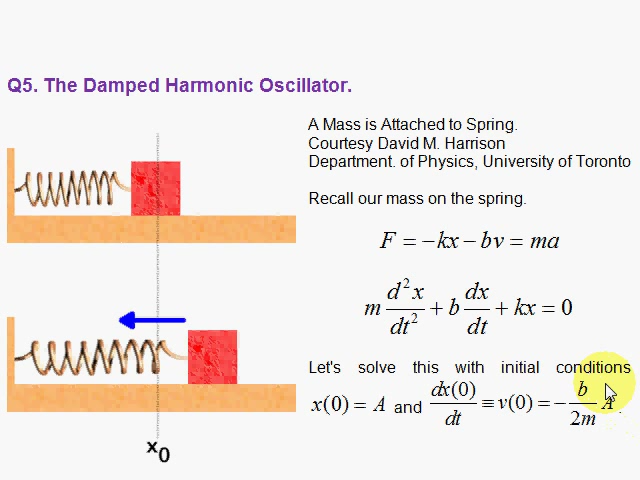 Q5. The Damped Harmonic Oscillator.
A Mass is Attached to Spring.
Courtesy David M. Harrison
Department. of Physics, University of Toronto
Recall our mass on the spring.
F = −kx − bv = ma
m d²x/dt² + b dx/dt + kx = 0
Let's solve this with initial conditions
x(0) = A and dx(0)/dt ≡ v(0) = − b/2m A .
x₀